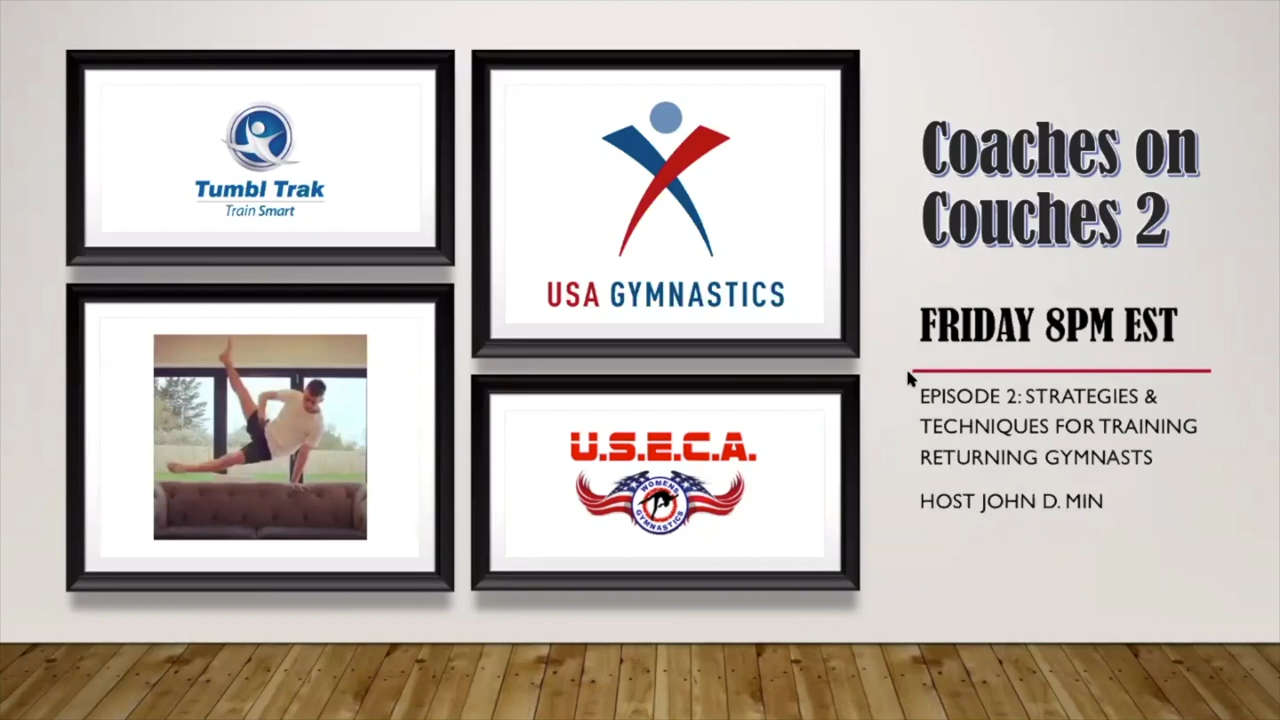 Tumbl Trak
Train Smart
USA GYMNASTICS
U.S.E.C.A.
WOMENS
GYMNASTICS
Coaches on
Couches 2
FRIDAY 8PM EST
EPISODE 2: STRATEGIES &
TECHNIQUES FOR TRAINING
RETURNING GYMNASTS
HOST JOHN D. MIN